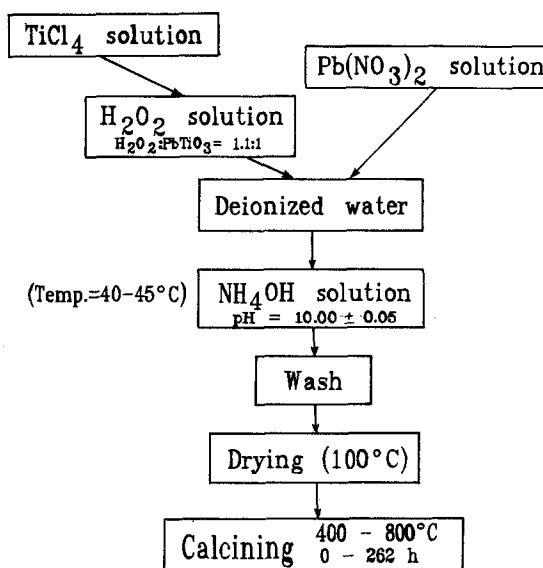 TiCl4 solution
Pb(NO3)2 solution
H2O2 solution
H2O2:PbTiO3= 1.1:1
Deionized water
(Temp.=40-45°C)
NH4OH solution
pH = 10.00 ± 0.05
Wash
Drying (100°C)
Calcining
400 - 800°C
0 - 262 h